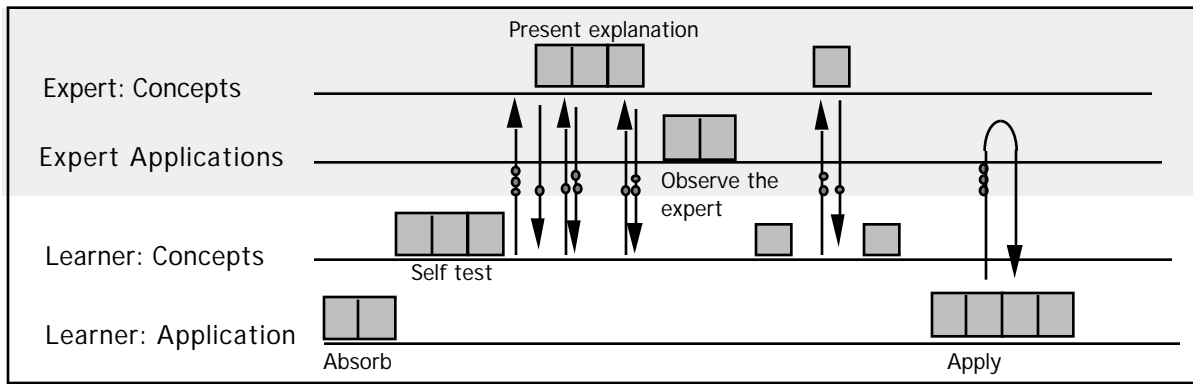 Present explanation
Expert: Concepts
Expert Applications
Observe the
expert
Learner: Concepts
Self test
Learner: Application
Absorb
Apply